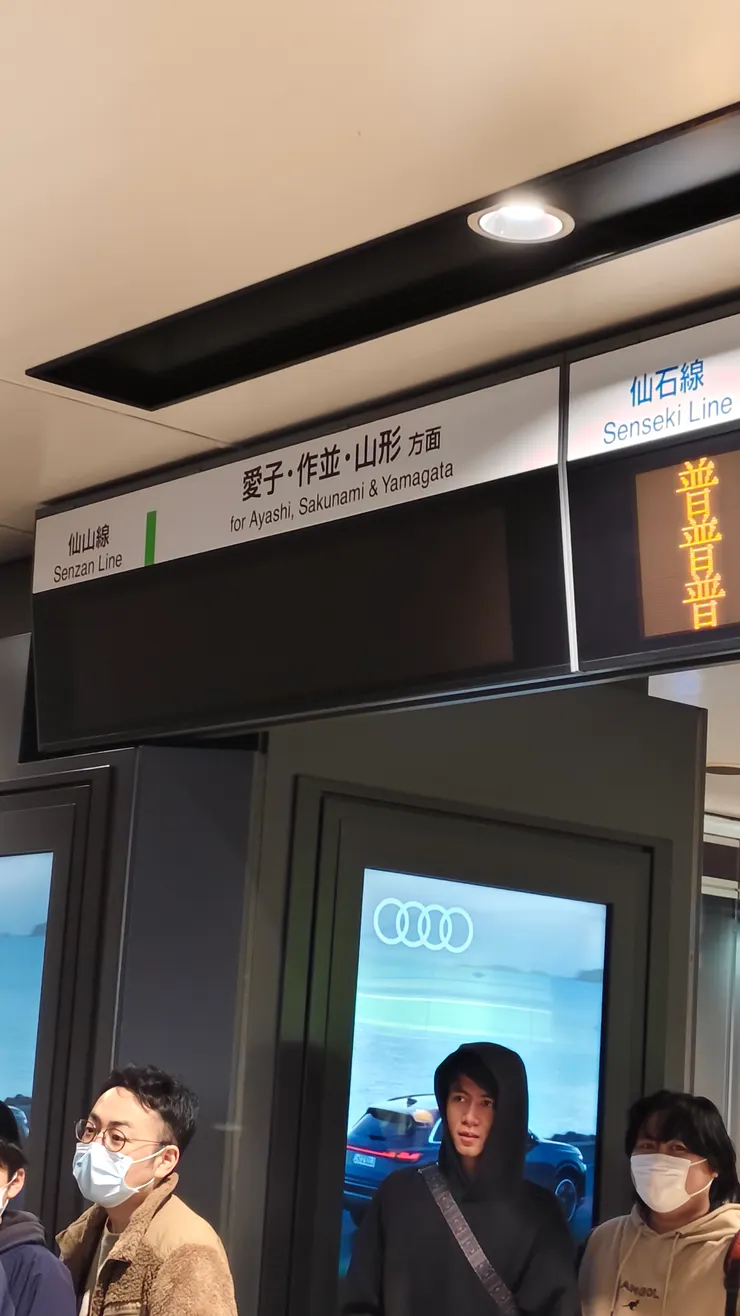 仙山線
Senzan Line
愛子・作並・山形 方面
for Ayashi, Sakunami & Yamagata
仙石線
Senseki Line
普
普
普